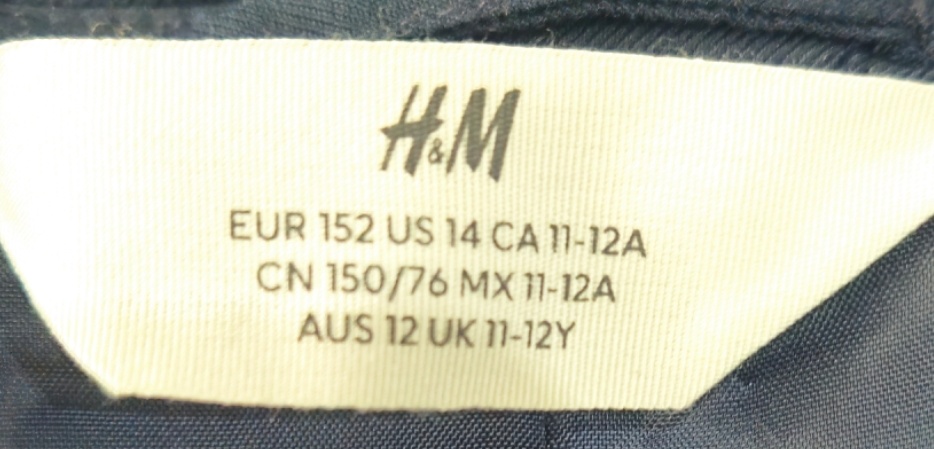 H&M
EUR 152 US 14 CA 11-12A
CN 150/76 MX 11-12A
AUS 12 UK 11-12Y